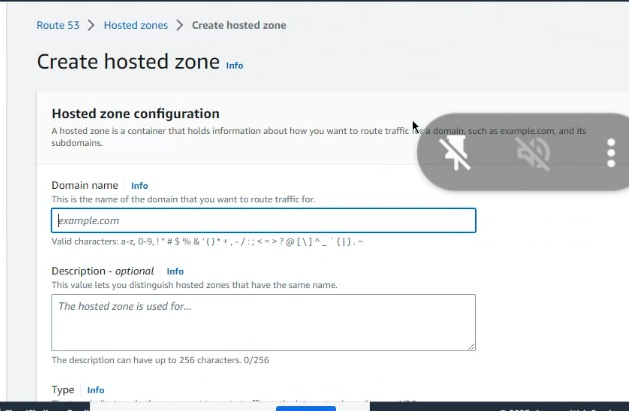 Route 53 > Hosted zones > Create hosted zone
Create hosted zone Info
Hosted zone configuration
A hosted zone is a container that holds information about how you want to route traffic for a domain, such as example.com, and its
subdomains.
Domain name Info
This is the name of the domain that you want to route traffic for.
example.com
Valid characters: a-z, 0-9, ! " # $ % & ' ( ) * + , - / : ; < = > ? @ [ \ ] ^ _ ` { | } . ~
Description - optional Info
This value lets you distinguish hosted zones that have the same name.
The hosted zone is used for...
The description can have up to 256 characters. 0/256
Type Info